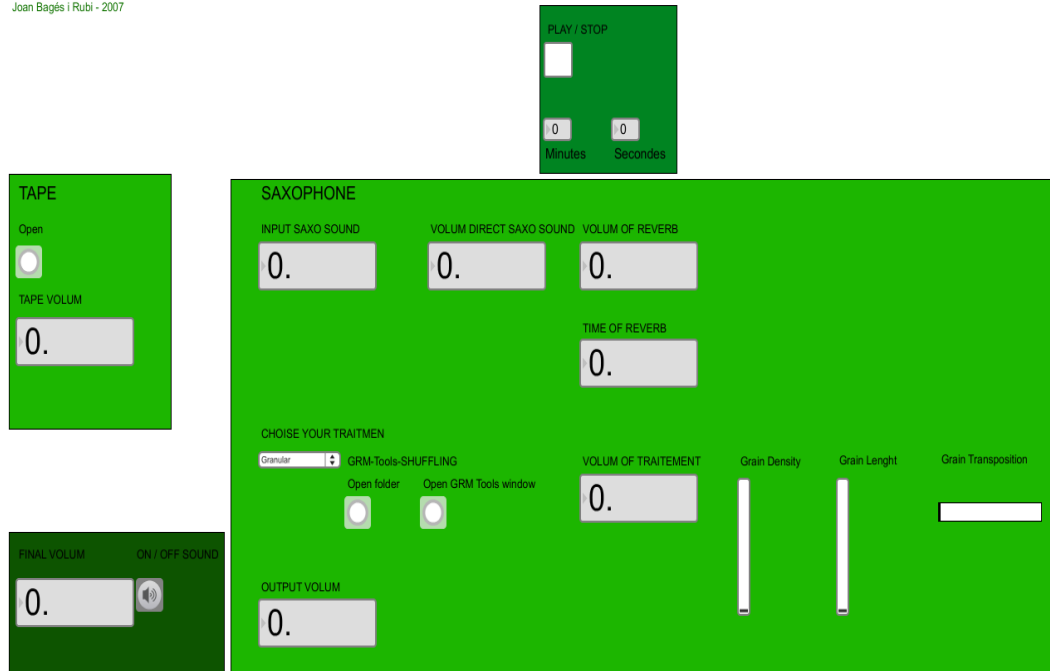 Joan Bagés i Rubi - 2007
PLAY / STOP
0 0
Minutes Secondes
TAPE
Open
TAPE VOLUM
0.
SAXOPHONE
INPUT SAXO SOUND VOLUM DIRECT SAXO SOUND VOLUM OF REVERB
0. 0. 0.
TIME OF REVERB
0.
CHOISE YOUR TRAITMEN
Granular GRM-Tools-SHUFFLING VOLUM OF TRAITEMENT Grain Density Grain Lenght Grain Transposition
Open folder Open GRM Tools window
0.
OUTPUT VOLUM
0.
FINAL VOLUM ON / OFF SOUND
0.